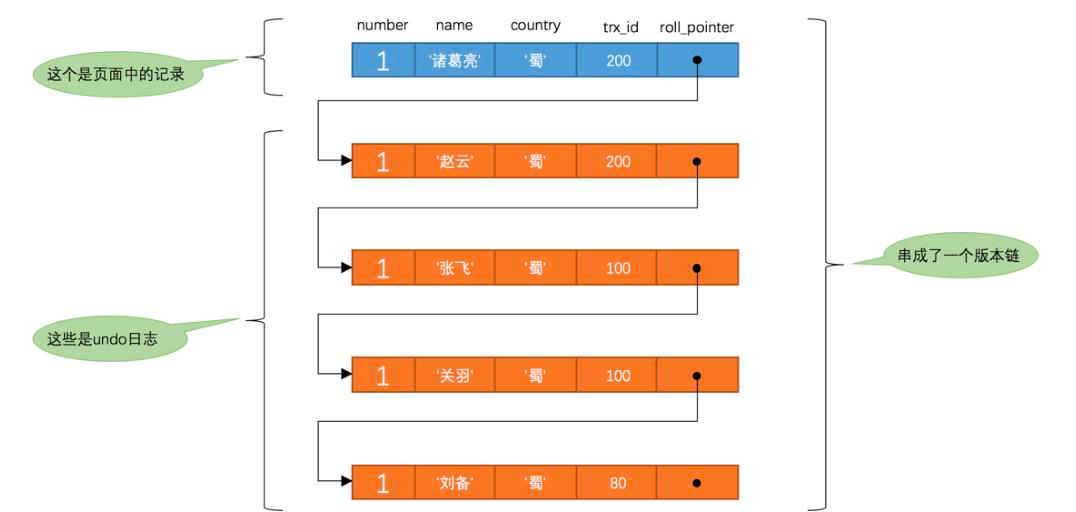 number name country trx_id roll_pointer
1 '诸葛亮' '蜀' 200
这个是页面中的记录
1 '赵云' '蜀' 200
1 '张飞' '蜀' 100
串成了一个版本链
这些是undo日志
1 '关羽' '蜀' 100
1 '刘备' '蜀' 80